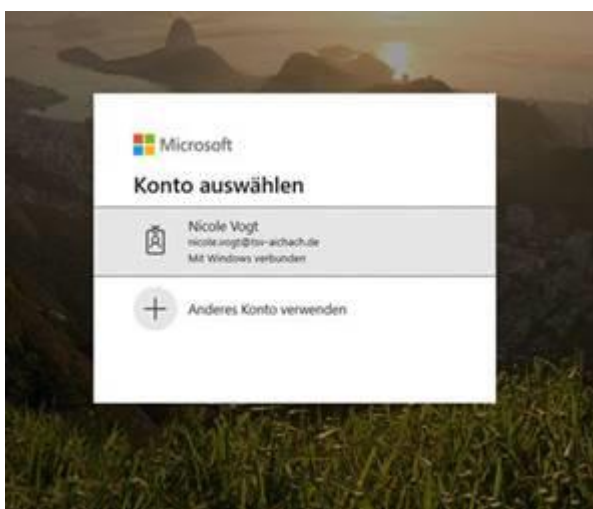 Microsoft
Konto auswählen
Nicole Vogt
nicole.vogt@tsv-aichach.de
Mit Windows verbunden
Anderes Konto verwenden